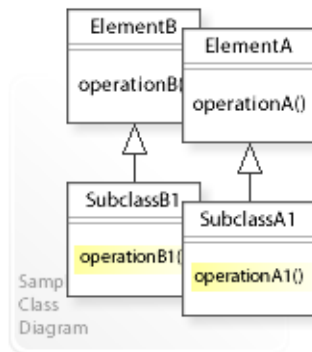 ElementB
ElementA
operationB(
operationA()
SubclassB1
SubclassA1
operationB1()
operationA1()
Samp
Class
Diagram